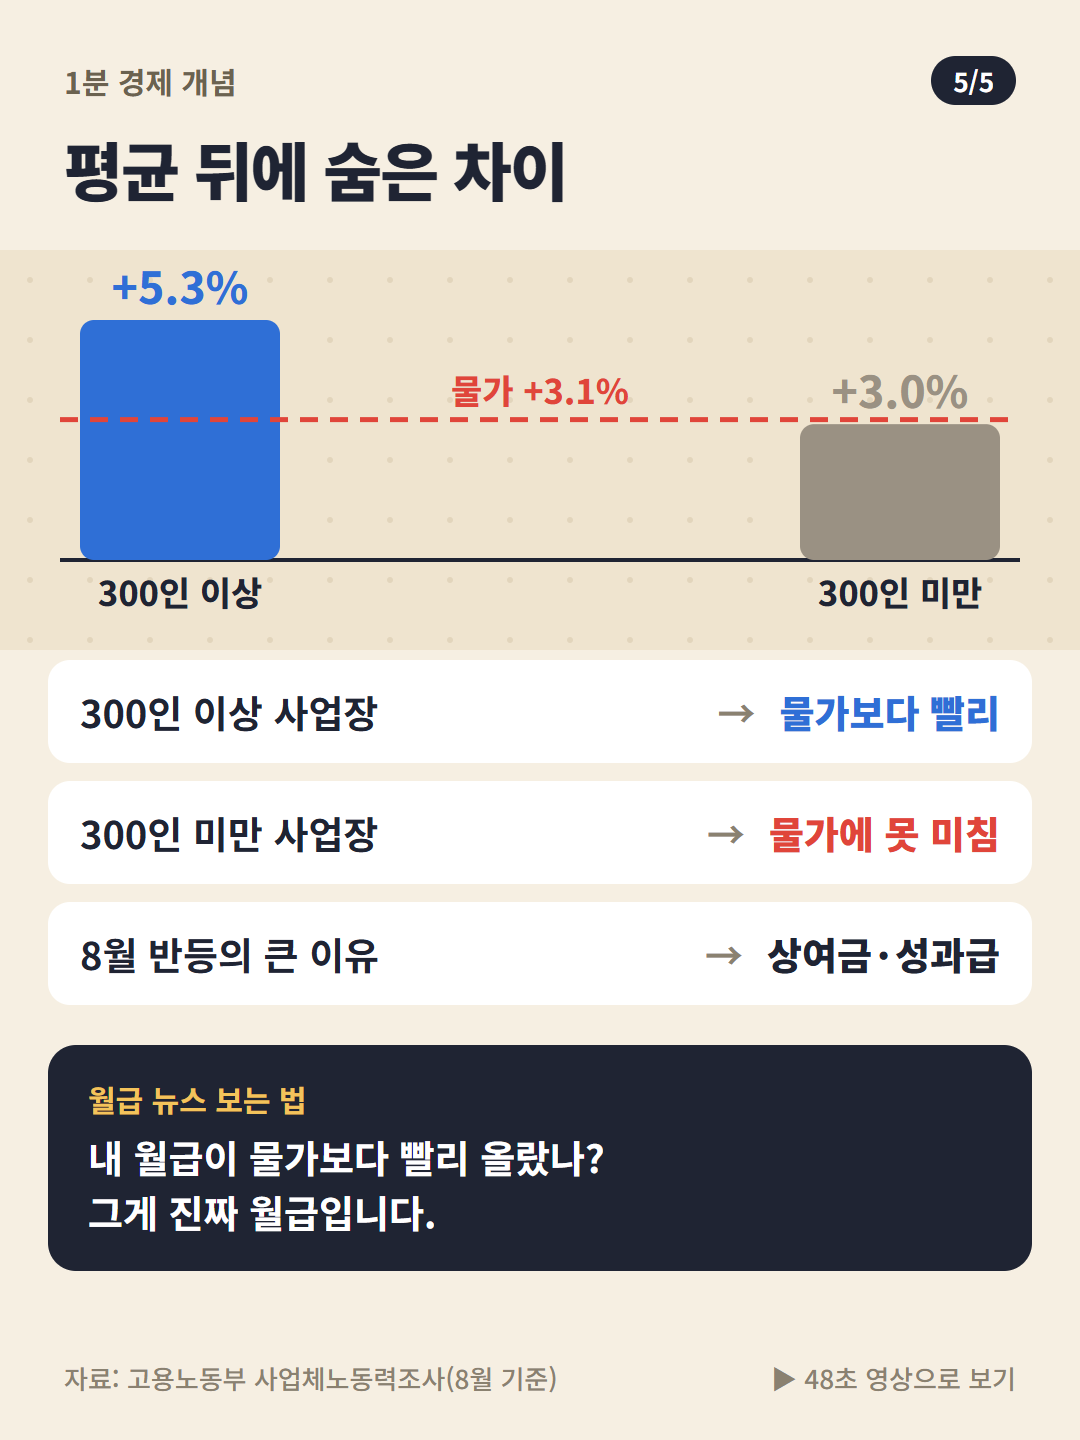 1분 경제 개념
5/5
평균 뒤에 숨은 차이
+5.3%
물가 +3.1%
+3.0%
300인 이상
300인 미만
300인 이상 사업장 → 물가보다 빨리
300인 미만 사업장 → 물가에 못 미침
8월 반등의 큰 이유 → 상여금·성과급
월급 뉴스 보는 법
내 월급이 물가보다 빨리 올랐나?
그게 진짜 월급입니다.
자료: 고용노동부 사업체노동력조사(8월 기준)
▶ 48초 영상으로 보기